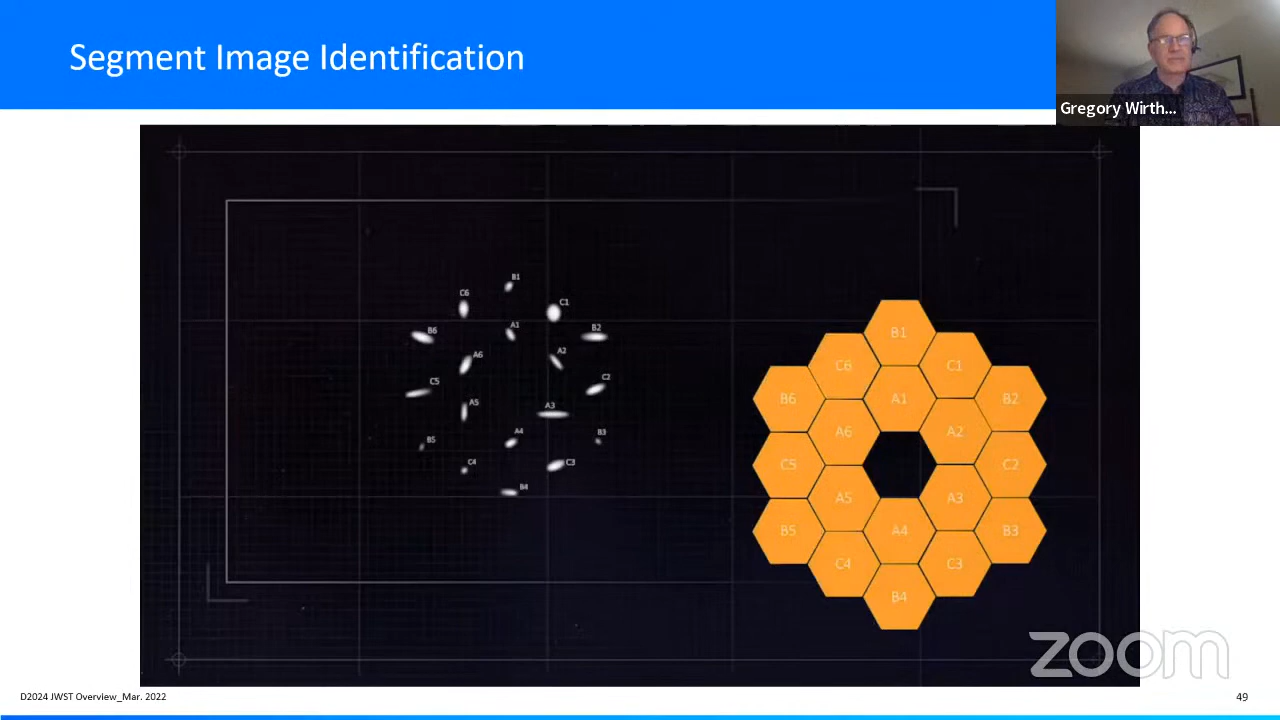 Segment Image Identification
Gregory Wirth...
B1
C6
C1
B6
A1
B2
A6
A2
C5
C2
A5
A3
B5
A4
B3
C4
C3
B4
B1
C6
C1
B6
A1
B2
A6
A2
C5
C2
A5
A3
B5
A4
B3
C4
C3
B4
zoom
D2024 JWST Overview_Mar. 2022
49